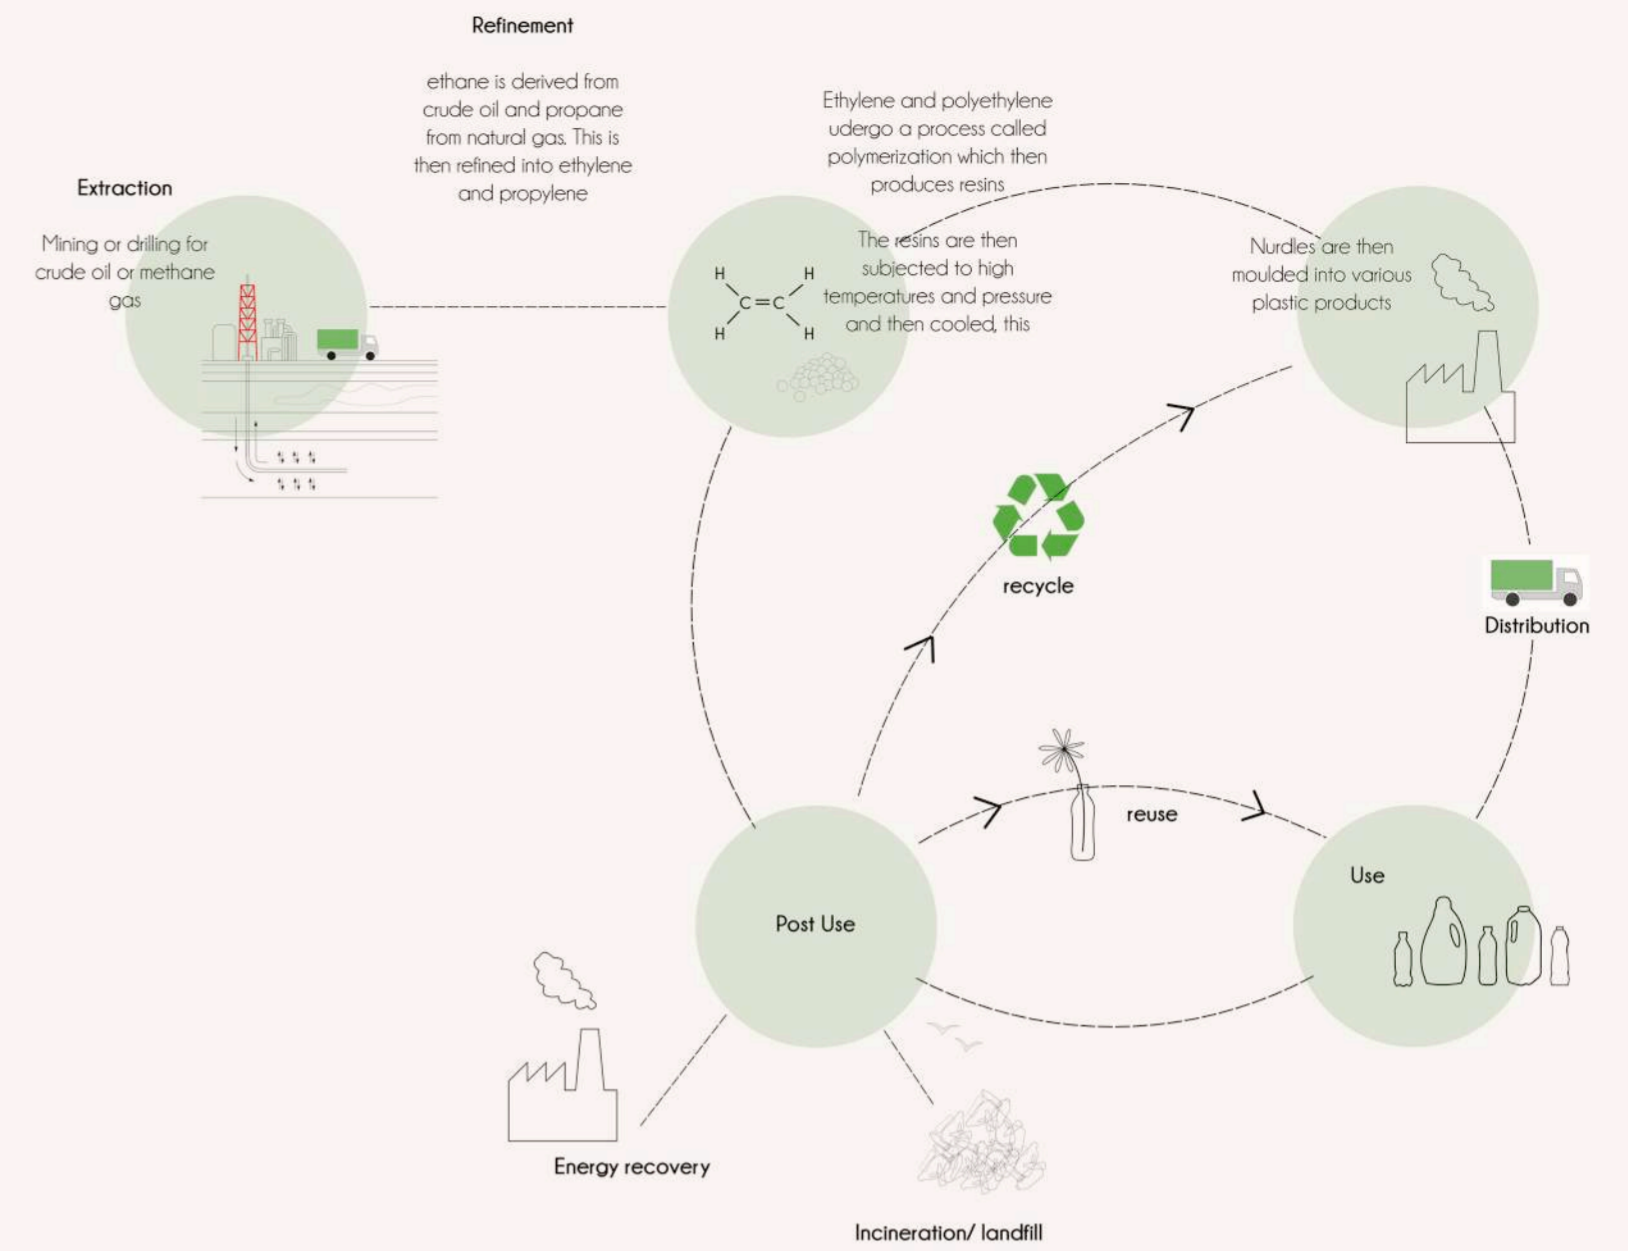 Refinement
ethane is derived from
crude oil and propane
from natural gas. This is
then refined into ethylene
and propylene
Ethylene and polyethylene
udergo a process called
polymerization which then
produces resins
Extraction
Mining or drilling for
crude oil or methane
gas
H H
C=C
H H
The resins are then
subjected to high
temperatures and pressure
and then cooled, this
Nurdles are then
moulded into various
plastic products
recycle
Distribution
reuse
Use
Post Use
Energy recovery
Incineration/ landfill